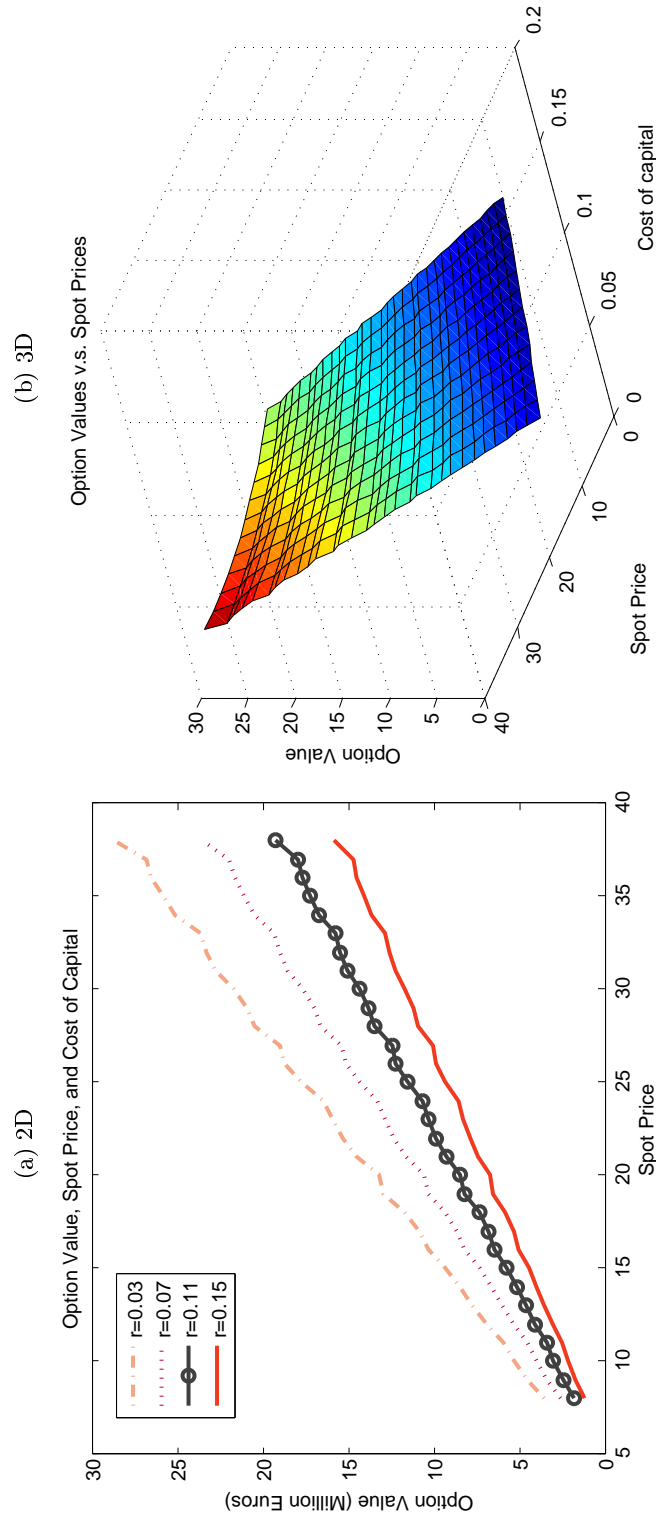 (a) 2D
Option Value, Spot Price, and Cost of Capital
r=0.03
r=0.07
r=0.11
r=0.15
Option Value (Million Euros)
30
25
20
15
10
5
0
5 10 15 20 25 30 35 40
Spot Price
(b) 3D
Option Values v.s. Spot Prices
Option Value
30
25
20
15
10
5
0
40 30 20 10 0
Spot Price
0 0.05 0.1 0.15 0.2
Cost of capital